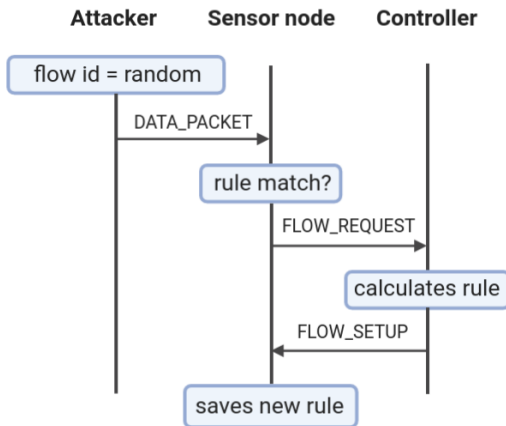 Attacker Sensor node Controller
flow id = random
DATA_PACKET
rule match?
FLOW_REQUEST
calculates rule
FLOW_SETUP
saves new rule